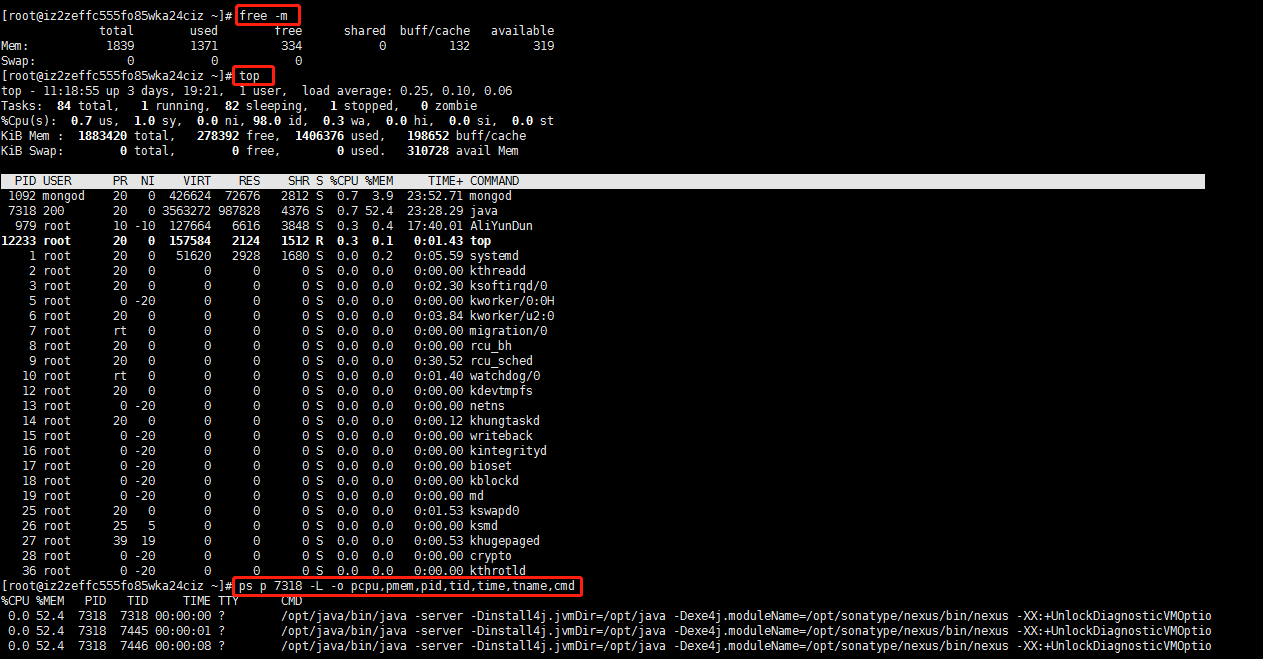 [root@iz2zeffc555fo85wka24ciz ~]# free -m
              total        used        free      shared  buff/cache   available
Mem:           1839        1371         334           0         132         319
Swap:             0           0           0
[root@iz2zeffc555fo85wka24ciz ~]# top
top - 11:18:55 up 3 days, 19:21,  1 user,  load average: 0.25, 0.10, 0.06
Tasks:  84 total,   1 running,  82 sleeping,   1 stopped,   0 zombie
%Cpu(s):  0.7 us,  1.0 sy,  0.0 ni, 98.0 id,  0.3 wa,  0.0 hi,  0.0 si,  0.0 st
KiB Mem :  1883420 total,   278392 free,  1406376 used,   198652 buff/cache
KiB Swap:        0 total,        0 free,        0 used.   310728 avail Mem
  PID USER      PR  NI    VIRT    RES    SHR S %CPU %MEM     TIME+ COMMAND
 1092 mongod    20   0  426624  72676   2812 S  0.7  3.9  23:52.71 mongod
 7318 200       20   0 3563272 987828   4376 S  0.7 52.4  23:28.29 java
  979 root      10 -10  127664   6616   3848 S  0.3  0.4  17:40.01 AliYunDun
12233 root      20   0  157584   2124   1512 R  0.3  0.1   0:01.43 top
    1 root      20   0   51620   2928   1680 S  0.0  0.2   0:05.59 systemd
    2 root      20   0       0      0      0 S  0.0  0.0   0:00.00 kthreadd
    3 root      20   0       0      0      0 S  0.0  0.0   0:02.30 ksoftirqd/0
    5 root       0 -20       0      0      0 S  0.0  0.0   0:00.00 kworker/0:0H
    6 root      20   0       0      0      0 S  0.0  0.0   0:03.84 kworker/u2:0
    7 root      rt   0       0      0      0 S  0.0  0.0   0:00.00 migration/0
    8 root      20   0       0      0      0 S  0.0  0.0   0:00.00 rcu_bh
    9 root      20   0       0      0      0 S  0.0  0.0   0:30.52 rcu_sched
   10 root      rt   0       0      0      0 S  0.0  0.0   0:01.40 watchdog/0
   12 root      20   0       0      0      0 S  0.0  0.0   0:00.00 kdevtmpfs
   13 root       0 -20       0      0      0 S  0.0  0.0   0:00.00 netns
   14 root      20   0       0      0      0 S  0.0  0.0   0:00.12 khungtaskd
   15 root       0 -20       0      0      0 S  0.0  0.0   0:00.00 writeback
   16 root       0 -20       0      0      0 S  0.0  0.0   0:00.00 kintegrityd
   17 root       0 -20       0      0      0 S  0.0  0.0   0:00.00 bioset
   18 root       0 -20       0      0      0 S  0.0  0.0   0:00.00 kblockd
   19 root       0 -20       0      0      0 S  0.0  0.0   0:00.00 md
   25 root      20   0       0      0      0 S  0.0  0.0   0:01.53 kswapd0
   26 root      25   5       0      0      0 S  0.0  0.0   0:00.00 ksmd
   27 root      39  19       0      0      0 S  0.0  0.0   0:00.53 khugepaged
   28 root       0 -20       0      0      0 S  0.0  0.0   0:00.00 crypto
   36 root       0 -20       0      0      0 S  0.0  0.0   0:00.00 kthrotld
[root@iz2zeffc555fo85wka24ciz ~]# ps p 7318 -L -o pcpu,pmem,pid,tid,time,tname,cmd
%CPU %MEM   PID   TID     TIME TTY      CMD
 0.0 52.4  7318  7318 00:00:00 ?        /opt/java/bin/java -server -Dinstall4j.jvmDir=/opt/java -Dexe4j.moduleName=/opt/sonatype/nexus/bin/nexus -XX:+UnlockDiagnosticVMOptio
 0.0 52.4  7318  7445 00:00:01 ?        /opt/java/bin/java -server -Dinstall4j.jvmDir=/opt/java -Dexe4j.moduleName=/opt/sonatype/nexus/bin/nexus -XX:+UnlockDiagnosticVMOptio
 0.0 52.4  7318  7446 00:00:08 ?        /opt/java/bin/java -server -Dinstall4j.jvmDir=/opt/java -Dexe4j.moduleName=/opt/sonatype/nexus/bin/nexus -XX:+UnlockDiagnosticVMOptio